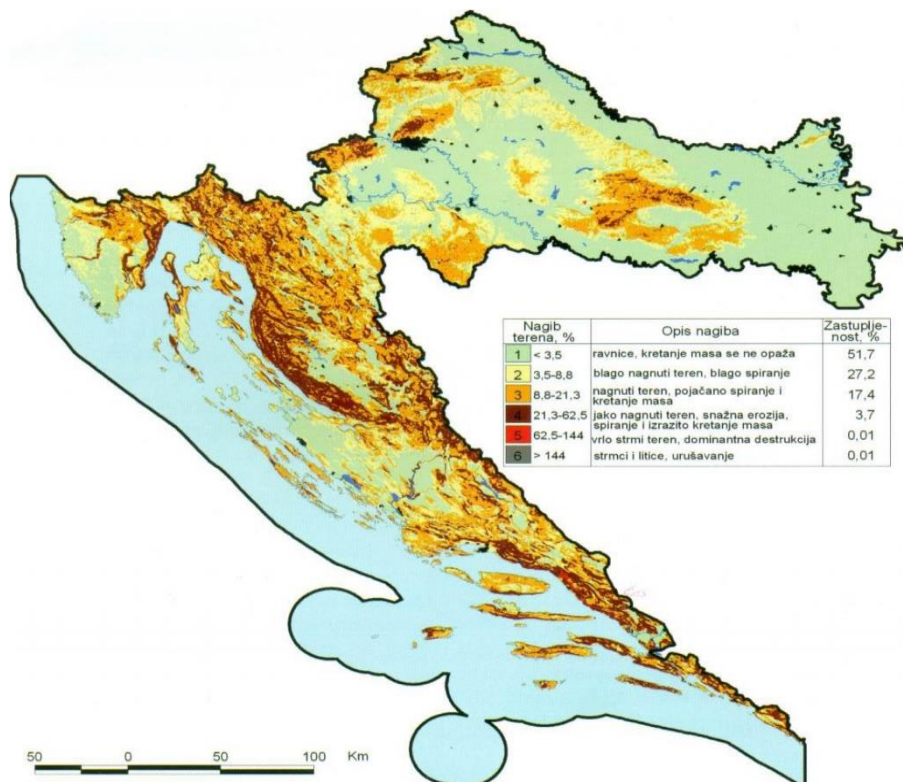 Nagib terena, % Opis nagiba Zastuplje-nost, %
1 < 3,5 ravnice, kretanje masa se ne opaža 51,7
2 3,5-8,8 blago nagnuti teren, blago spiranje 27,2
3 8,8-21,3 nagnuti teren, pojačano spiranje i kretanje masa 17,4
4 21,3-62,5 jako nagnuti teren, snažna erozija, spiranje i izrazito kretanje masa 3,7
5 62,5-144 vrlo strmi teren, dominantna destrukcija 0,01
6 > 144 strmci i litice, urušavanje 0,01
50 0 50 100 Km